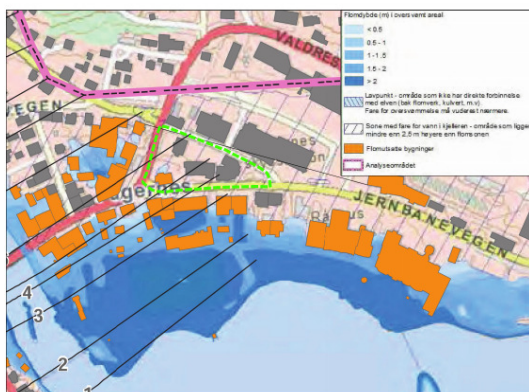 Flomdybde (m) i oversvømt areal
< 0.5
0.5 - 1
1 - 1.5
1.5 - 2
> 2
Lavpunkt - område som ikke har direkte forbinnelse
med elven (bak flomverk, kulvert, m.v).
Fare for oversvømmelse må vurderes nærmere.
Sone med fare for vann i kjelleren - område som ligger
mindre enn 2,5 m høyere enn flomsonen
Flomutsatte bygninger
Analyseområdet
VALDRES
VEGEN
JERNBANEVEGEN
4
3
2
1